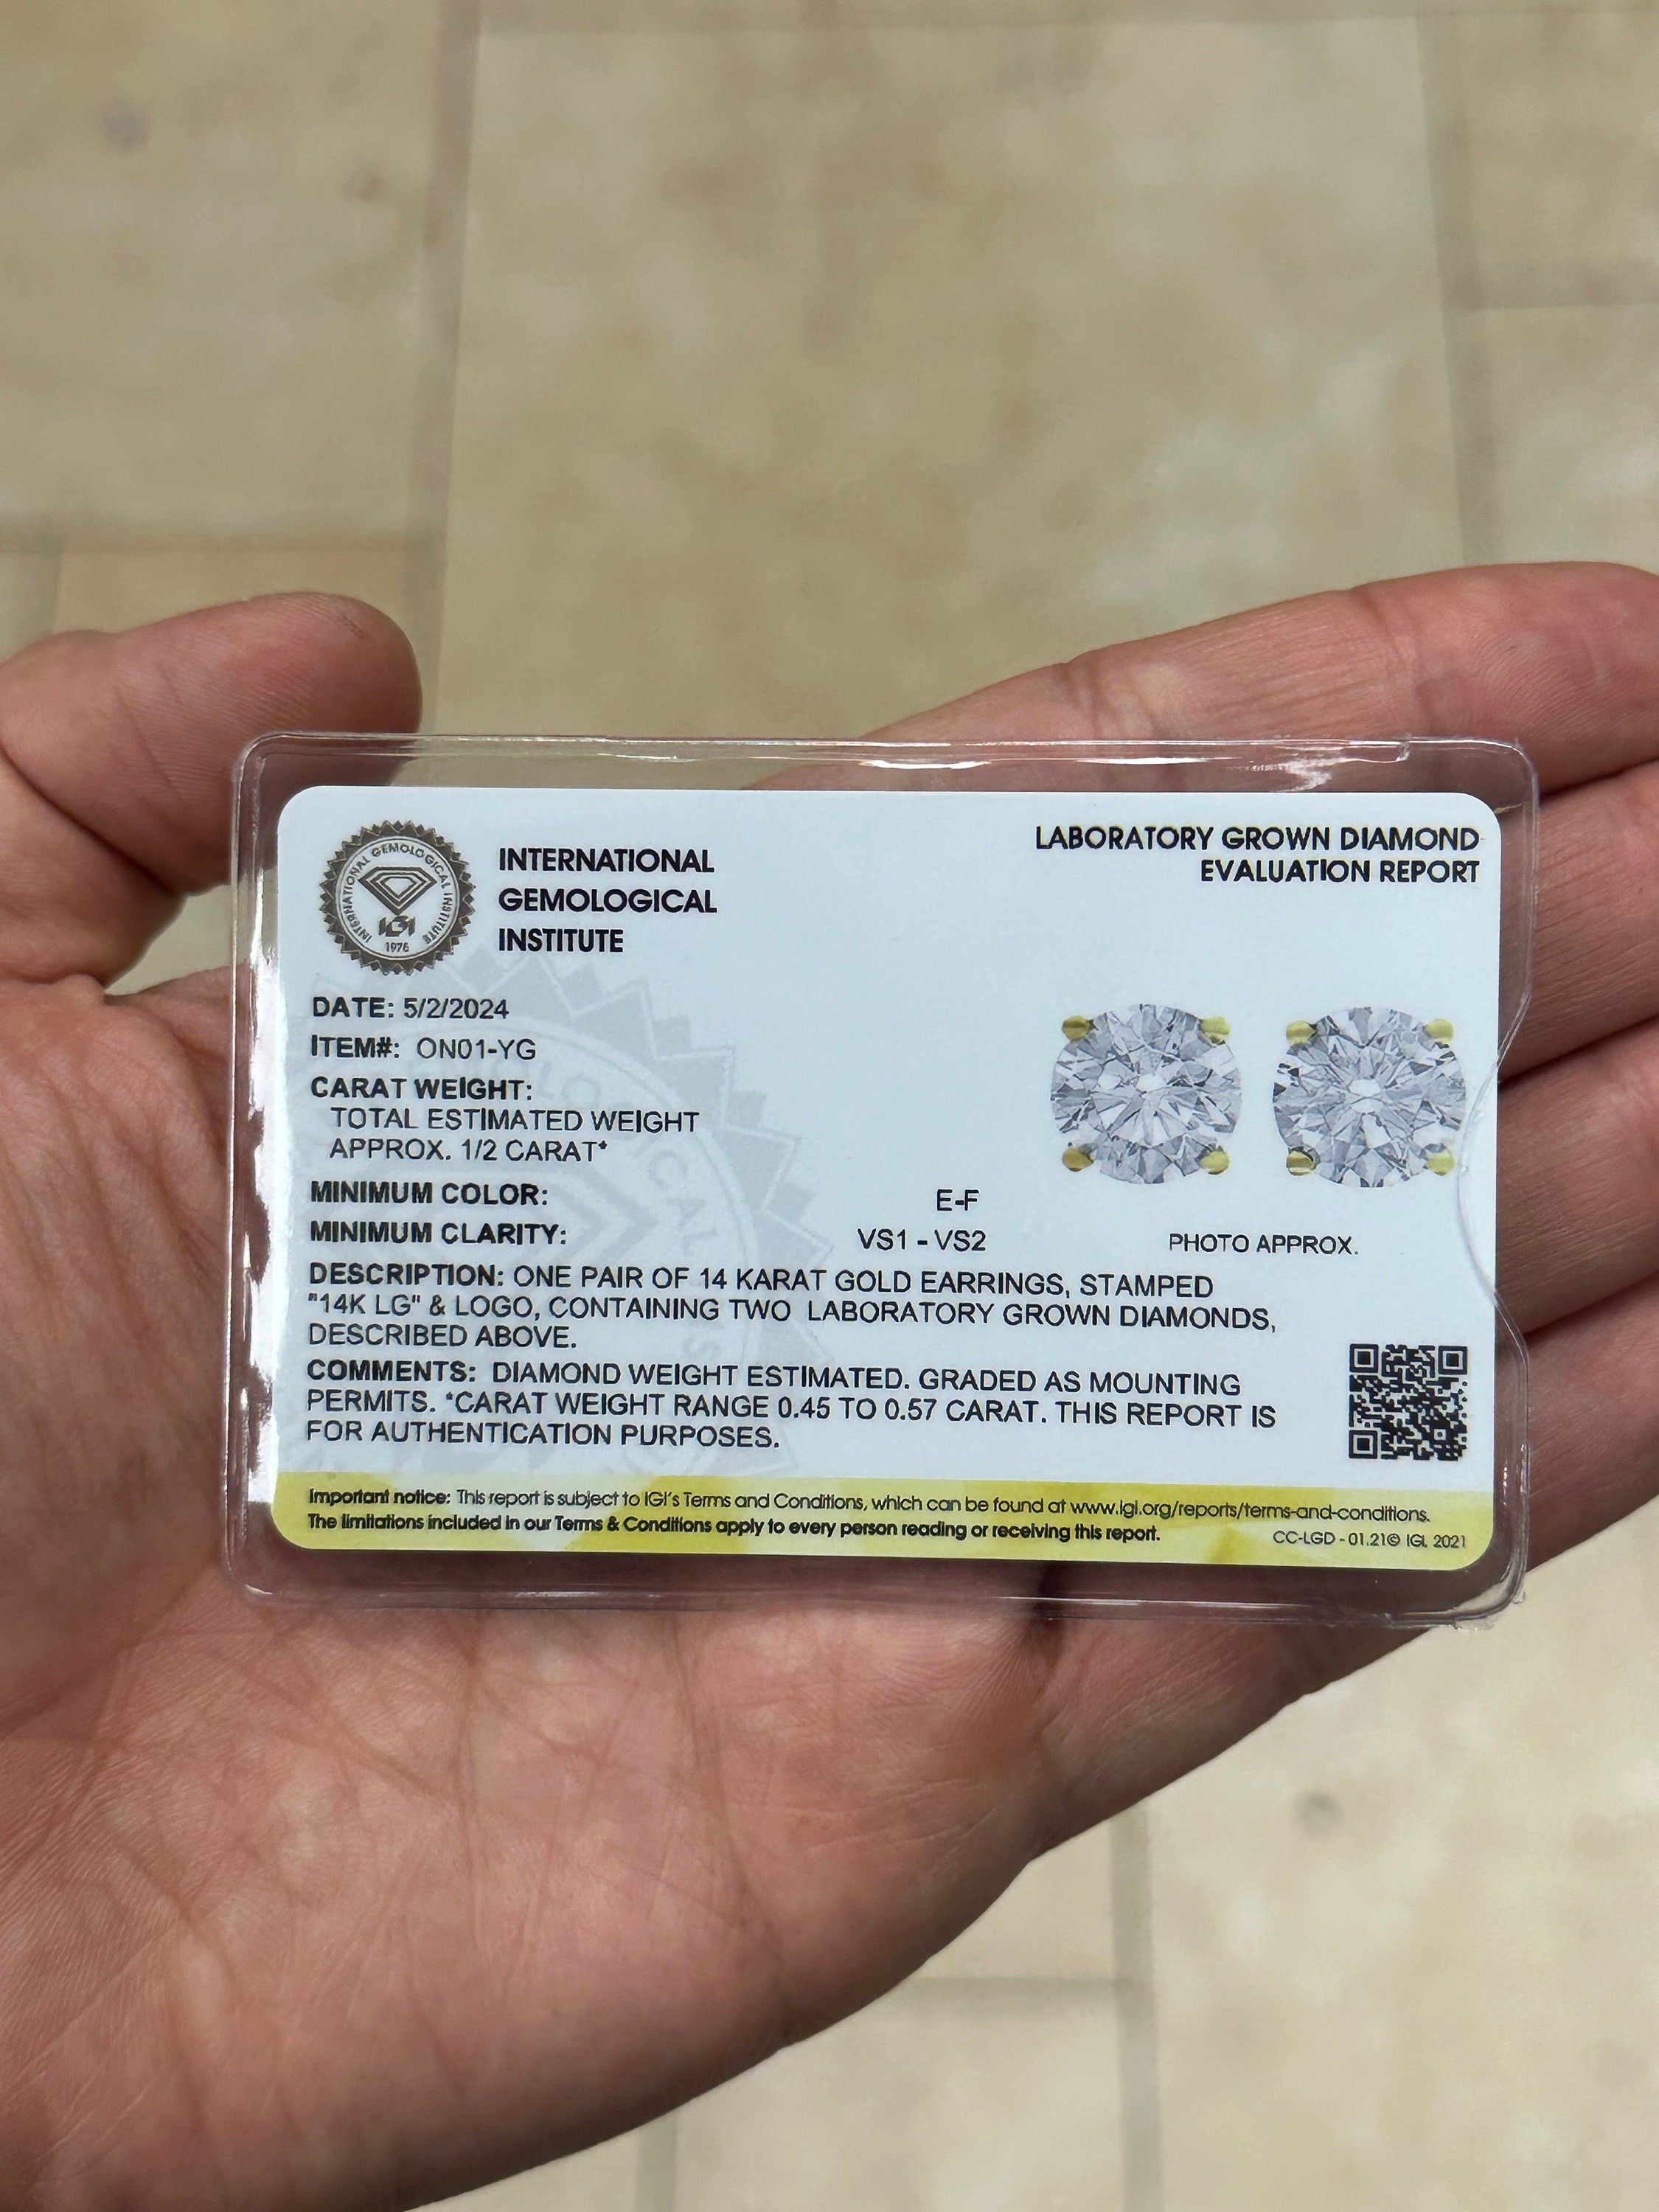 INTERNATIONAL GEMOLOGICAL INSTITUTE
IGI
1975
INTERNATIONAL
GEMOLOGICAL
INSTITUTE
LABORATORY GROWN DIAMOND
EVALUATION REPORT
DATE: 5/2/2024
ITEM#: ON01-YG
CARAT WEIGHT:
TOTAL ESTIMATED WEIGHT
APPROX. 1/2 CARAT*
MINIMUM COLOR: E-F
MINIMUM CLARITY: VS1 - VS2
PHOTO APPROX.
DESCRIPTION: ONE PAIR OF 14 KARAT GOLD EARRINGS, STAMPED
"14K LG" & LOGO, CONTAINING TWO LABORATORY GROWN DIAMONDS,
DESCRIBED ABOVE.
COMMENTS: DIAMOND WEIGHT ESTIMATED. GRADED AS MOUNTING
PERMITS. *CARAT WEIGHT RANGE 0.45 TO 0.57 CARAT. THIS REPORT IS
FOR AUTHENTICATION PURPOSES.
Important notice: This report is subject to IGI's Terms and Conditions, which can be found at www.igi.org/reports/terms-and-conditions.
The limitations included in our Terms & Conditions apply to every person reading or receiving this report.
CC-LGD - 01.21© IGI, 2021